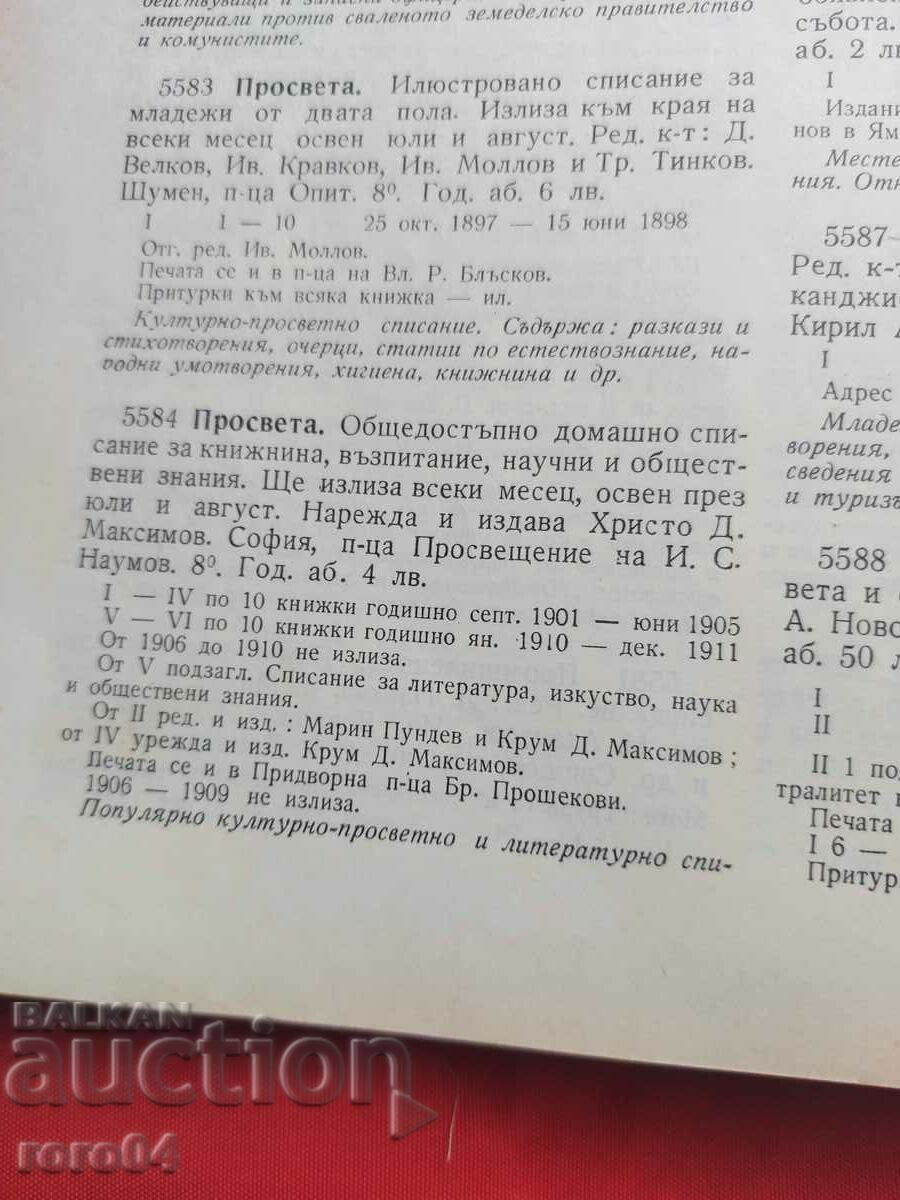 действуващи и запасни
материали против сваленото земеделско правителство
и комунистите.
5583 Просвета. Илюстровано списание за
младежи от двата пола. Излиза към края на
всеки месец освен юли и август. Ред. к-т: Д.
Велков, Ив. Кравков, Ив. Моллов и Тр. Тинков.
Шумен, п-ца Опит. 8⁰. Год. аб. 6 лв.
I I — 10 25 окт. 1897 — 15 юни 1898
Отг. ред. Ив. Моллов.
Печата се и в п-ца на Вл. Р. Блъсков.
Притурки към всяка книжка — ил.
Културно-просветно списание. Съдържа: разкази и
стихотворения, очерци, статии по естествознание, на-
родни умотворения, хигиена, книжнина и др.
5584 Просвета. Общедостъпно домашно спи-
сание за книжнина, възпитание, научни и общест-
вени знания. Ще излиза всеки месец, освен през
юли и август. Нарежда и издава Христо Д.
Максимов. София, п-ца Просвещение на И. С.
Наумов. 8⁰. Год. аб. 4 лв.
I — IV по 10 книжки годишно септ. 1901 — юни 1905
V — VI по 10 книжки годишно ян. 1910 — дек. 1911
От 1906 до 1910 не излиза.
От V подзагл. Списание за литература, изкуство, наука
и обществени знания.
От II ред. и изд.: Марин Пундев и Крум Д. Максимов;
от IV урежда и изд. Крум Д. Максимов.
Печата се и в Придворна п-ца Бр. Прошекови.
1906 — 1909 не излиза.
Популярно културно-просветно и литературно спи-
събота.
аб. 2 лв
I
Издани
нов в Ям
Месте
ния. Отн
5587—
Ред. к-т
канджи
Кирил А
I
Адрес
Младе
ворения,
сведения
и туризъ
5588
вета и
А. Ново
аб. 50 л
I
II
II 1 под
тралитет
Печата
I 6 —
Притур
BALKAN
auction
roro04